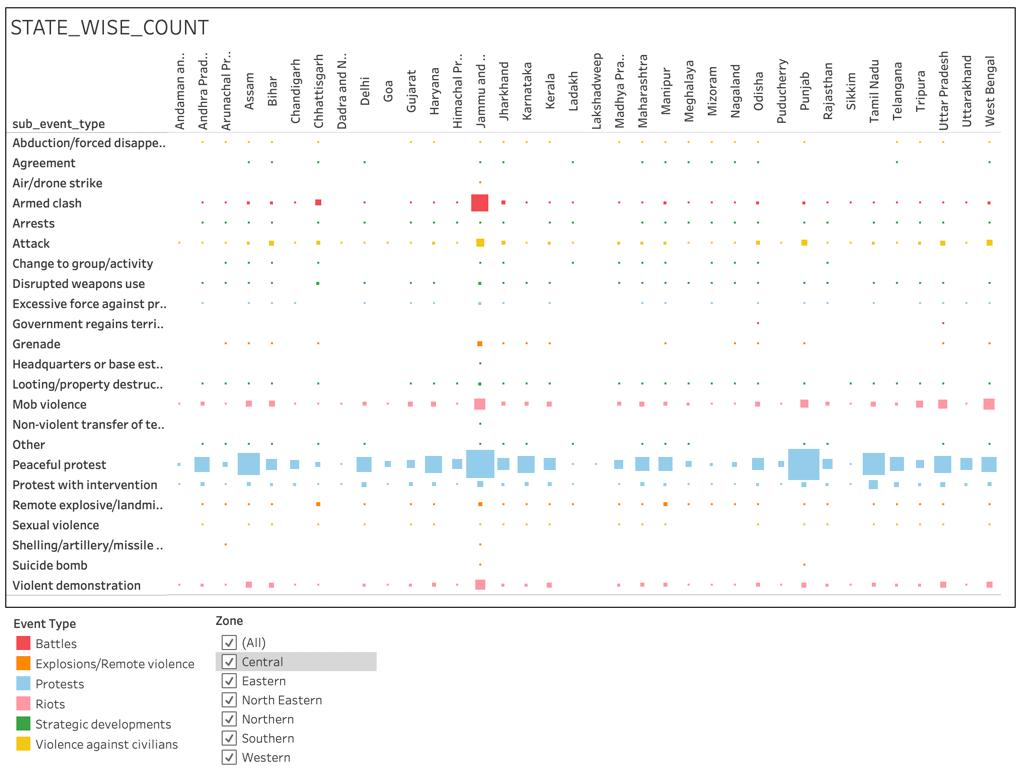 STATE_WISE_COUNT
sub_event_type
Andaman an..
Andhra Prad..
Arunachal Pr..
Assam
Bihar
Chandigarh
Chhattisgarh
Dadra and N..
Delhi
Goa
Gujarat
Haryana
Himachal Pr..
Jammu and ..
Jharkhand
Karnataka
Kerala
Ladakh
Lakshadweep
Madhya Pra..
Maharashtra
Manipur
Meghalaya
Mizoram
Nagaland
Odisha
Puducherry
Punjab
Rajasthan
Sikkim
Tamil Nadu
Telangana
Tripura
Uttar Pradesh
Uttarakhand
West Bengal
Abduction/forced disappe..
Agreement
Air/drone strike
Armed clash
Arrests
Attack
Change to group/activity
Disrupted weapons use
Excessive force against pr..
Government regains terri..
Grenade
Headquarters or base est..
Looting/property destruc..
Mob violence
Non-violent transfer of te..
Other
Peaceful protest
Protest with intervention
Remote explosive/landmi..
Sexual violence
Shelling/artillery/missile ..
Suicide bomb
Violent demonstration
Event Type
Battles
Explosions/Remote violence
Protests
Riots
Strategic developments
Violence against civilians
Zone
(All)
Central
Eastern
North Eastern
Northern
Southern
Western